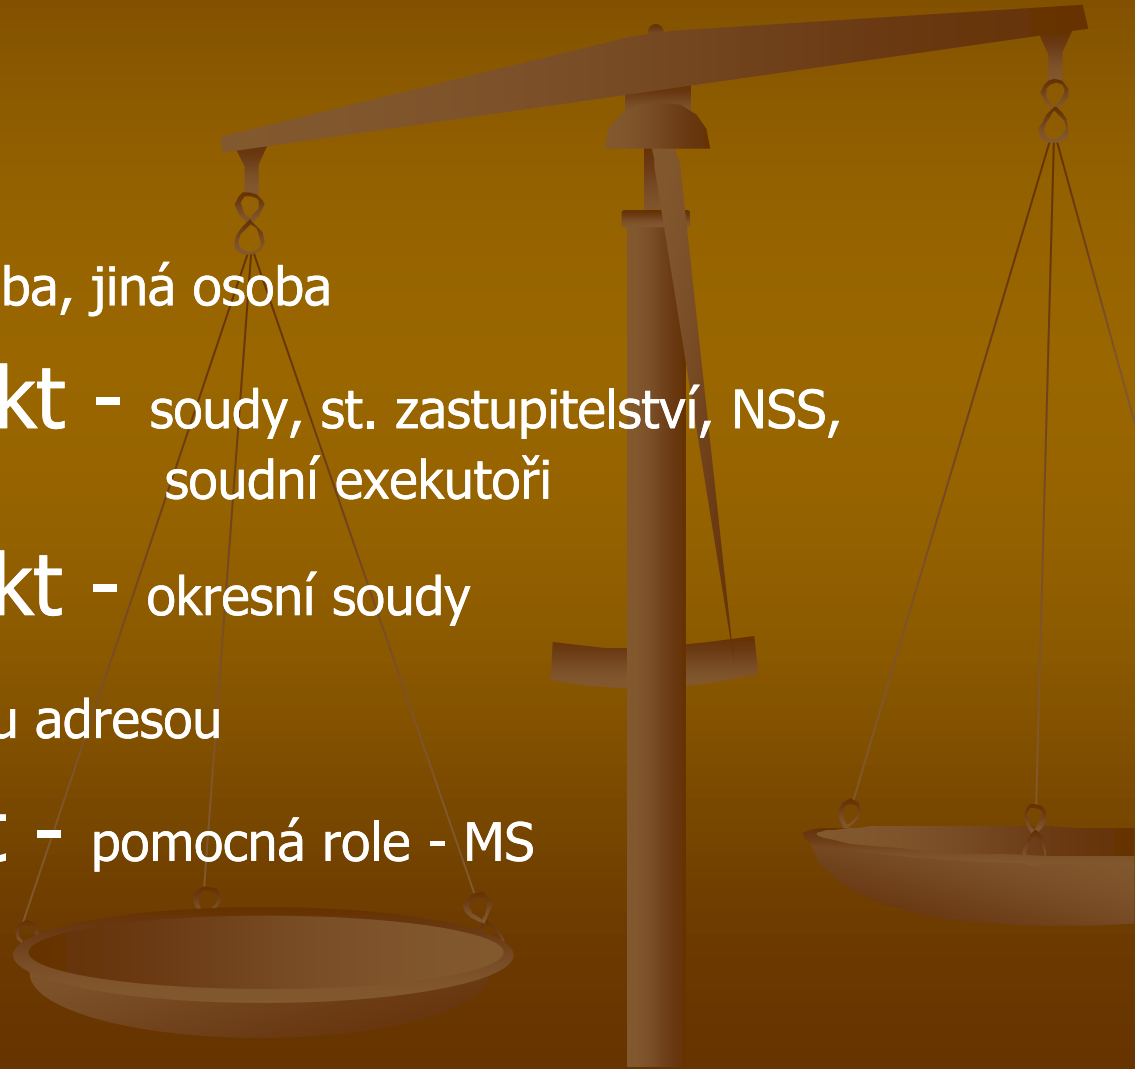 ba, jiná osoba
kt - soudy, st. zastupitelství, NSS,
soudní exekutoři
kt - okresní soudy
u adresou
t - pomocná role - MS